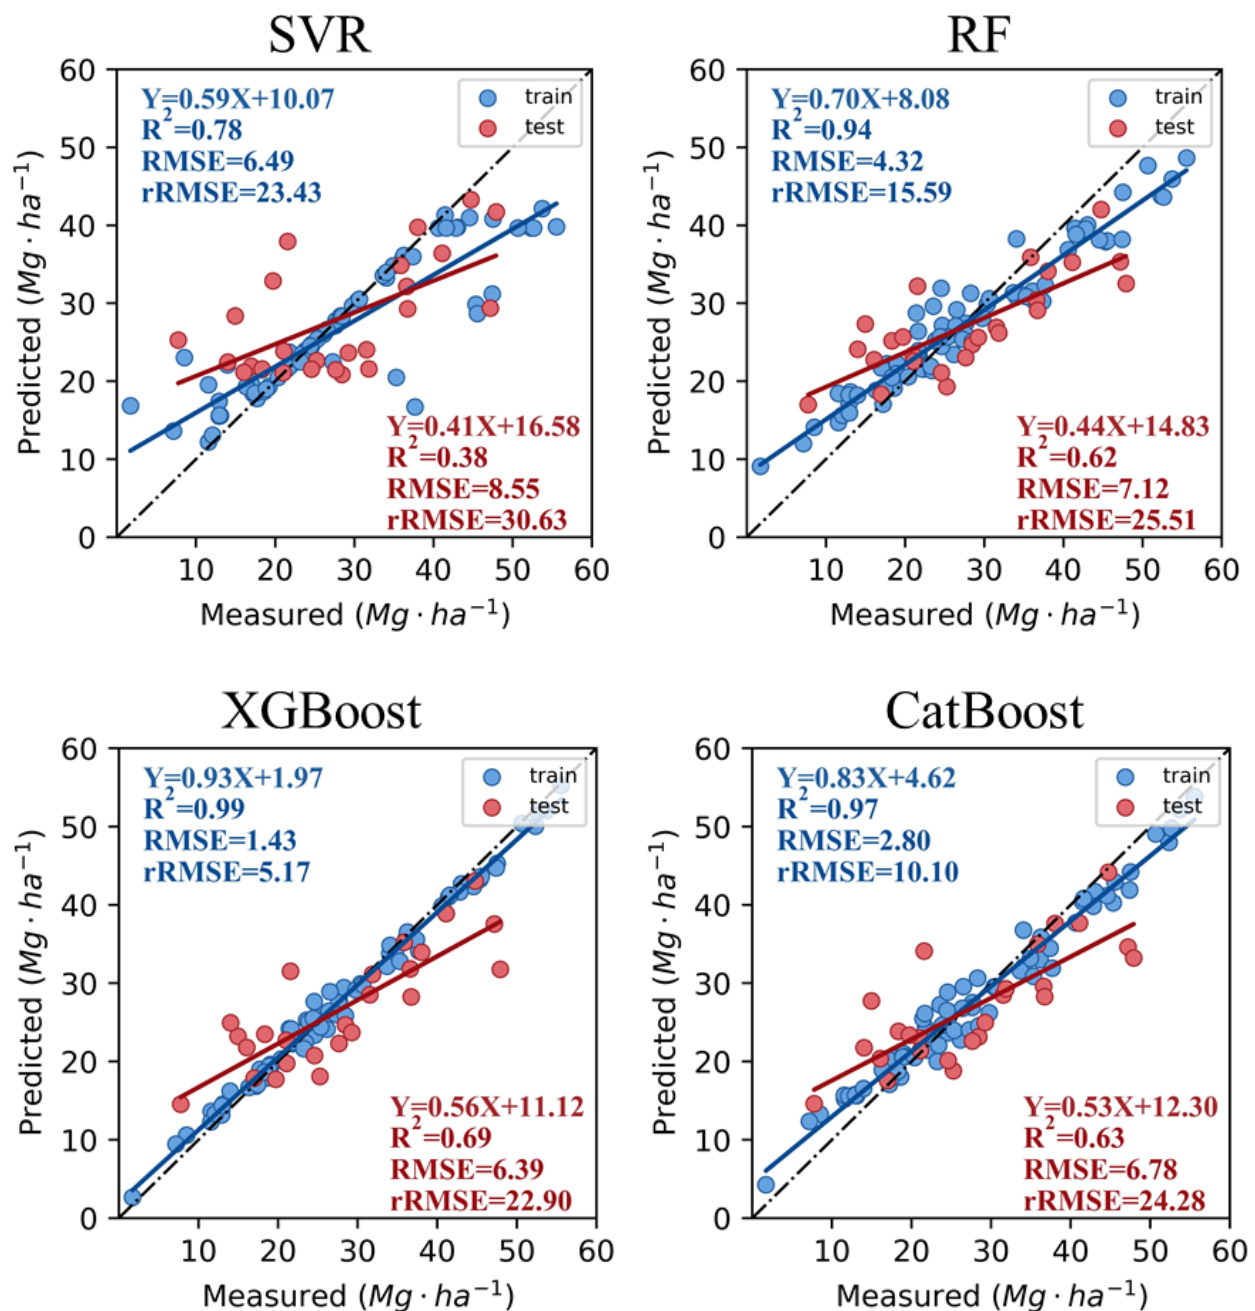 SVR
60
50
40
30
20
10
0
Predicted (Mg · ha⁻¹)
Y=0.59X+10.07
R²=0.78
RMSE=6.49
rRMSE=23.43
train
test
Y=0.41X+16.58
R²=0.38
RMSE=8.55
rRMSE=30.63
10 20 30 40 50 60
Measured (Mg · ha⁻¹)
RF
60
50
40
30
20
10
0
Predicted (Mg · ha⁻¹)
Y=0.70X+8.08
R²=0.94
RMSE=4.32
rRMSE=15.59
train
test
Y=0.44X+14.83
R²=0.62
RMSE=7.12
rRMSE=25.51
10 20 30 40 50 60
Measured (Mg · ha⁻¹)
XGBoost
60
50
40
30
20
10
0
Predicted (Mg · ha⁻¹)
Y=0.93X+1.97
R²=0.99
RMSE=1.43
rRMSE=5.17
train
test
Y=0.56X+11.12
R²=0.69
RMSE=6.39
rRMSE=22.90
10 20 30 40 50 60
Measured (Mg · ha⁻¹)
CatBoost
60
50
40
30
20
10
0
Predicted (Mg · ha⁻¹)
Y=0.83X+4.62
R²=0.97
RMSE=2.80
rRMSE=10.10
train
test
Y=0.53X+12.30
R²=0.63
RMSE=6.78
rRMSE=24.28
10 20 30 40 50 60
Measured (Mg · ha⁻¹)